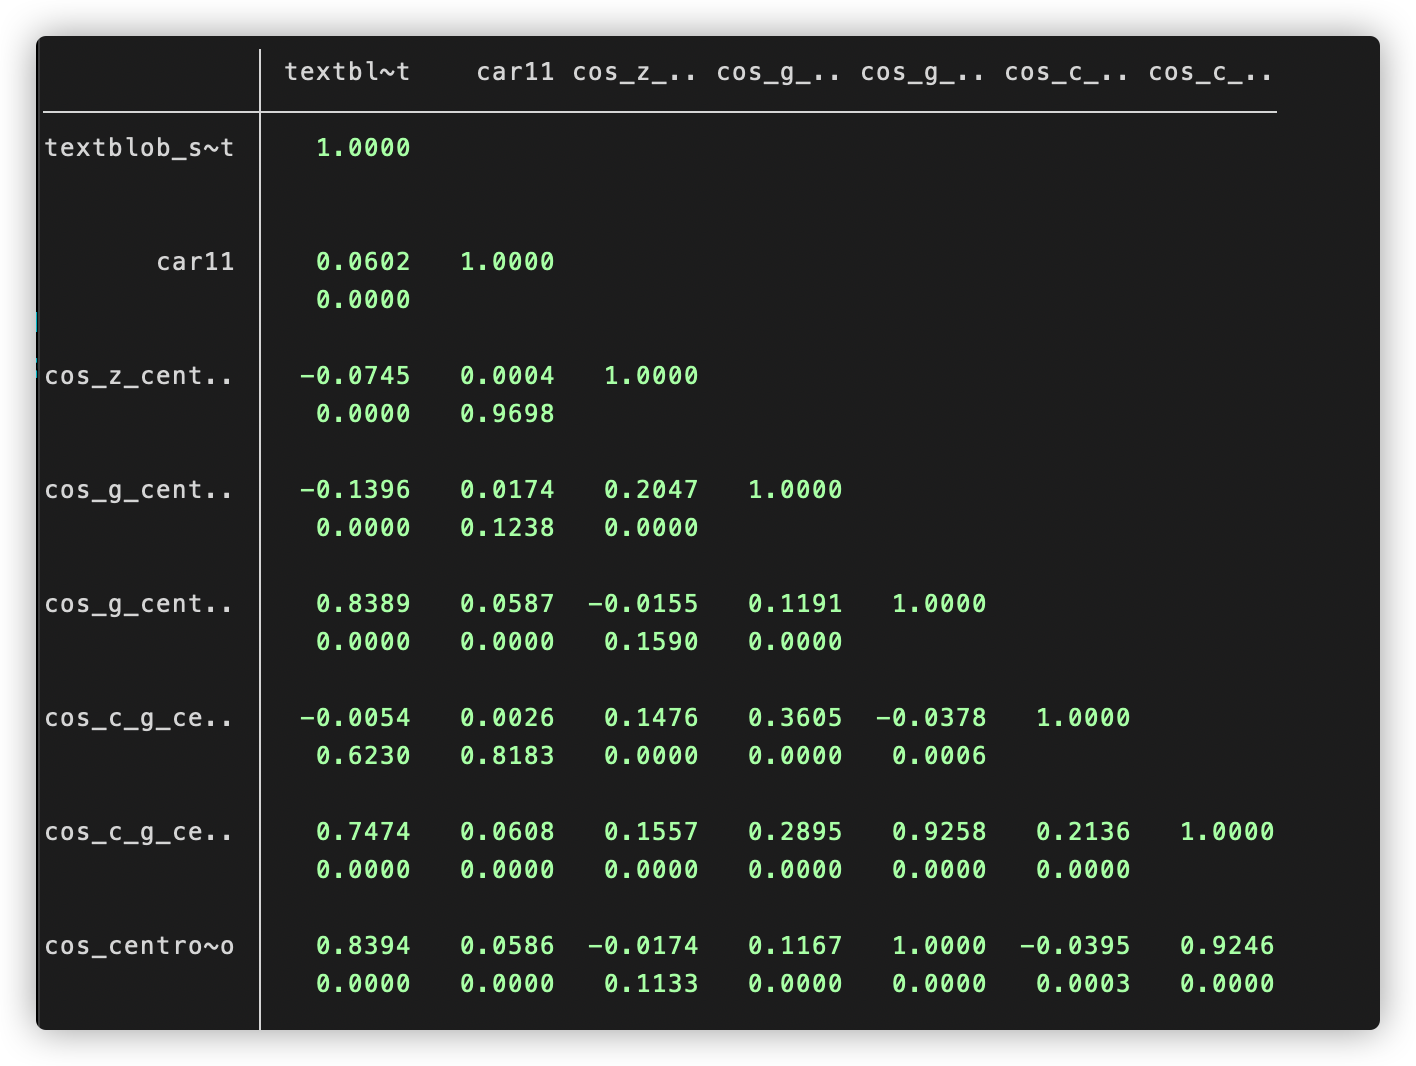 textbl~t car11 cos_z_.. cos_g_.. cos_g_.. cos_c_.. cos_c_..
textblob_s~t 1.0000
car11 0.0602 1.0000
0.0000
cos_z_cent.. -0.0745 0.0004 1.0000
0.0000 0.9698
cos_g_cent.. -0.1396 0.0174 0.2047 1.0000
0.0000 0.1238 0.0000
cos_g_cent.. 0.8389 0.0587 -0.0155 0.1191 1.0000
0.0000 0.0000 0.1590 0.0000
cos_c_g_ce.. -0.0054 0.0026 0.1476 0.3605 -0.0378 1.0000
0.6230 0.8183 0.0000 0.0000 0.0006
cos_c_g_ce.. 0.7474 0.0608 0.1557 0.2895 0.9258 0.2136 1.0000
0.0000 0.0000 0.0000 0.0000 0.0000 0.0000
cos_centro~o 0.8394 0.0586 -0.0174 0.1167 1.0000 -0.0395 0.9246
0.0000 0.0000 0.1133 0.0000 0.0000 0.0003 0.0000